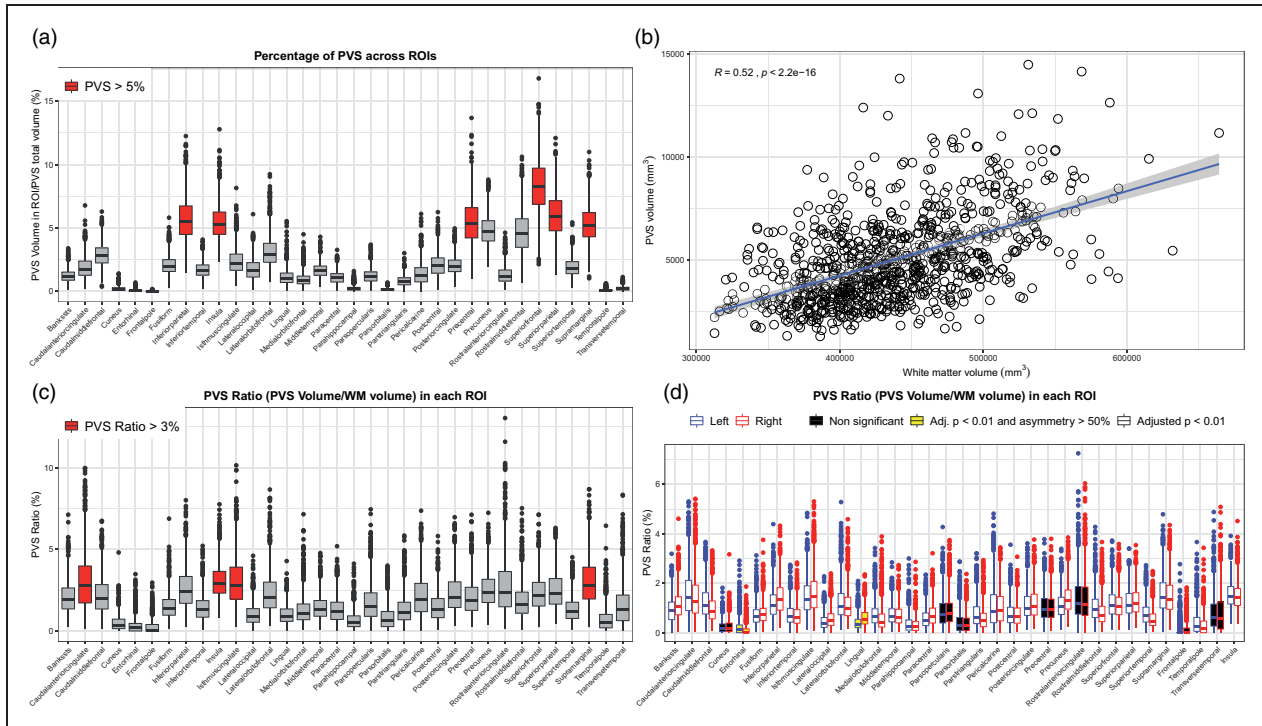 (a)
Percentage of PVS across ROIs
PVS > 5%
PVS Volume in ROI/PVS total volume (%)
15
10
5
0
Bankssts
Caudalanteriorcingulate
Caudalmiddlefrontal
Cuneus
Entorhinal
Frontalpole
Fusiform
Inferiorparietal
Inferiortemporal
Insula
Isthmuscingulate
Lateraloccipital
Lateralorbitofrontal
Lingual
Medialorbitofrontal
Middletemporal
Paracentral
Parahippocampal
Parsopercularis
Parsorbitalis
Parstriangularis
Pericalcarine
Postcentral
Posteriorcingulate
Precentral
Precuneus
Rostralanteriorcingulate
Rostralmiddlefrontal
Superiorfrontal
Superiorparietal
Superiortemporal
Supramarginal
Temporalpole
Transversetemporal
(b)
R = 0.52 , p < 2.2e−16
PVS volume (mm³)
15000
10000
5000
300000
400000
500000
600000
White matter volume (mm³)
(c)
PVS Ratio (PVS Volume/WM volume) in each ROI
PVS Ratio > 3%
PVS Ratio (%)
10
5
0
Bankssts
Caudalanteriorcingulate
Caudalmiddlefrontal
Cuneus
Entorhinal
Frontalpole
Fusiform
Inferiorparietal
Inferiortemporal
Insula
Isthmuscingulate
Lateraloccipital
Lateralorbitofrontal
Lingual
Medialorbitofrontal
Middletemporal
Paracentral
Parahippocampal
Parsopercularis
Parsorbitalis
Parstriangularis
Pericalcarine
Postcentral
Posteriorcingulate
Precentral
Precuneus
Rostralanteriorcingulate
Rostralmiddlefrontal
Superiorfrontal
Superiorparietal
Superiortemporal
Supramarginal
Temporalpole
Transversetemporal
(d)
PVS Ratio (PVS Volume/WM volume) in each ROI
Left
Right
Non significant
Adj. p < 0.01 and asymmetry > 50%
Adjusted p < 0.01
PVS Ratio (%)
6
4
2
0
Bankssts
Caudalanteriorcingulate
Caudalmiddlefrontal
Cuneus
Entorhinal
Fusiform
Inferiorparietal
Inferiortemporal
Isthmuscingulate
Lateraloccipital
Lateralorbitofrontal
Lingual
Medialorbitofrontal
Middletemporal
Parahippocampal
Paracentral
Parsopercularis
Parsorbitalis
Parstriangularis
Pericalcarine
Postcentral
Posteriorcingulate
Precentral
Precuneus
Rostralanteriorcingulate
Rostralmiddlefrontal
Superiorfrontal
Superiorparietal
Superiortemporal
Supramarginal
Frontalpole
Temporalpole
Transversetemporal
Insula